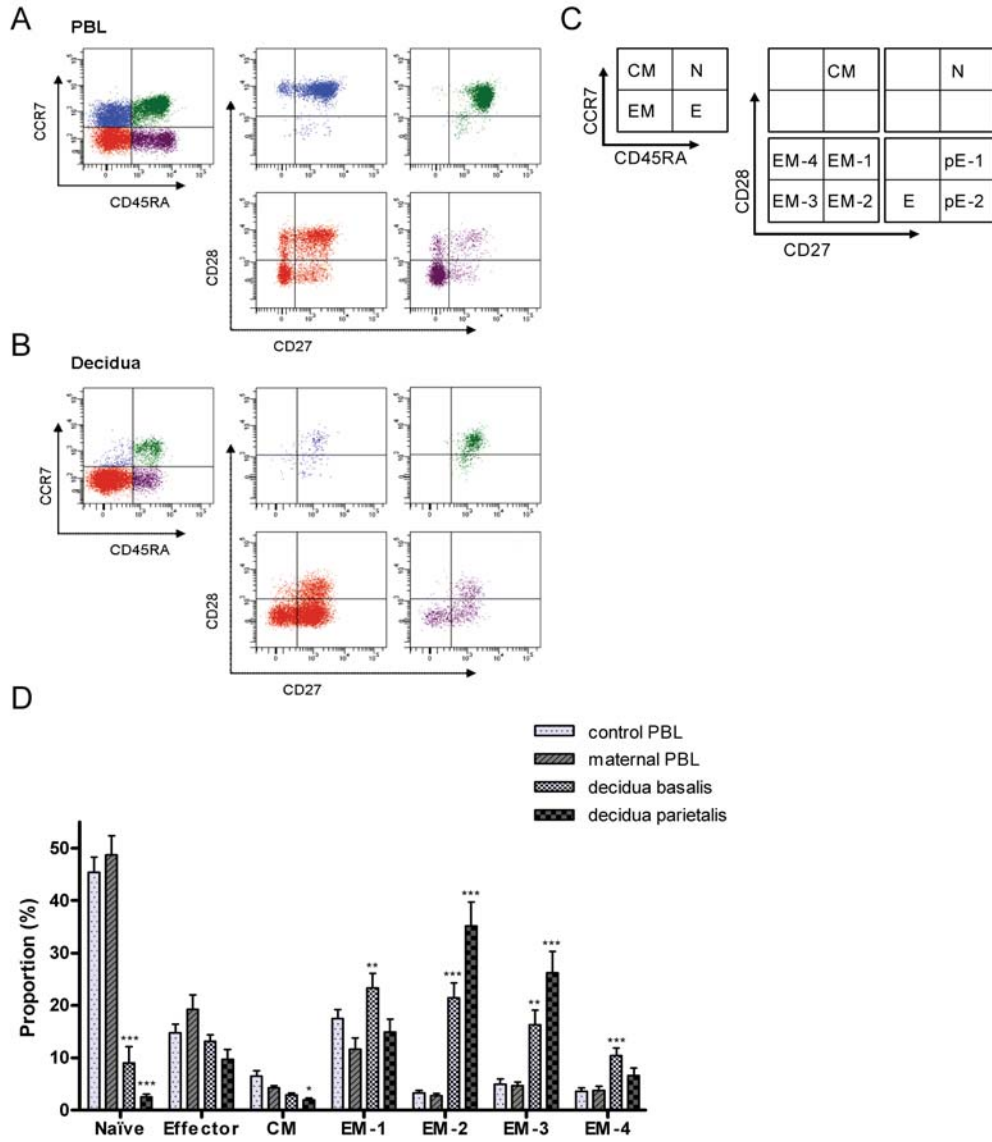 A
PBL
CCR7
CD45RA
CD28
CD27
B
Decidua
CCR7
CD45RA
CD28
CD27
C
CM N
EM E
CCR7
CD45RA
CM N
EM-4 EM-1 pE-1
EM-3 EM-2 E pE-2
CD28
CD27
D
control PBL
maternal PBL
decidua basalis
decidua parietalis
Proportion (%)
50
40
30
20
10
0
*** *** * ** *** *** ** *** ***
Naïve Effector CM EM-1 EM-2 EM-3 EM-4